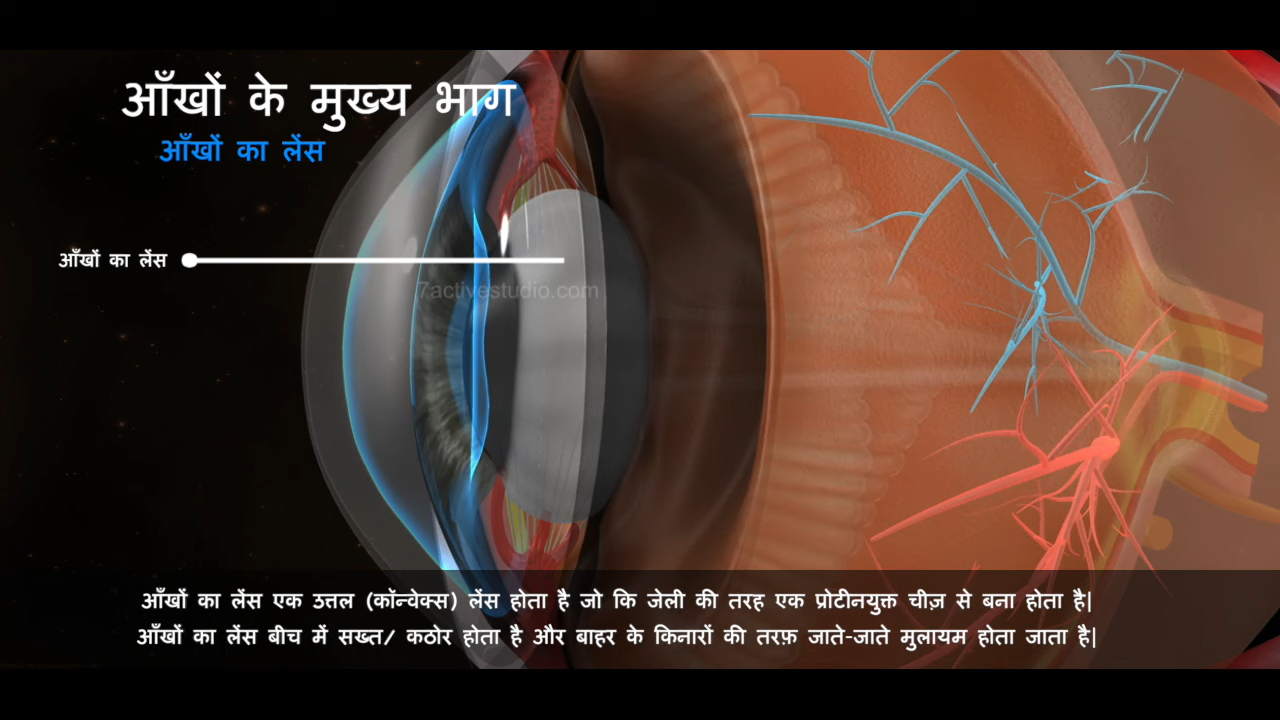 आँखों के मुख्य भाग
आँखों का लेंस
आँखों का लेंस
7activestudio.com
आँखों का लेंस एक उत्तल (कॉन्वेक्स) लेंस होता है जो कि जेली की तरह एक प्रोटीनयुक्त चीज़ से बना होता है|
आँखों का लेंस बीच में सख्त/ कठोर होता है और बाहर के किनारों की तरफ़ जाते-जाते मुलायम होता जाता है|